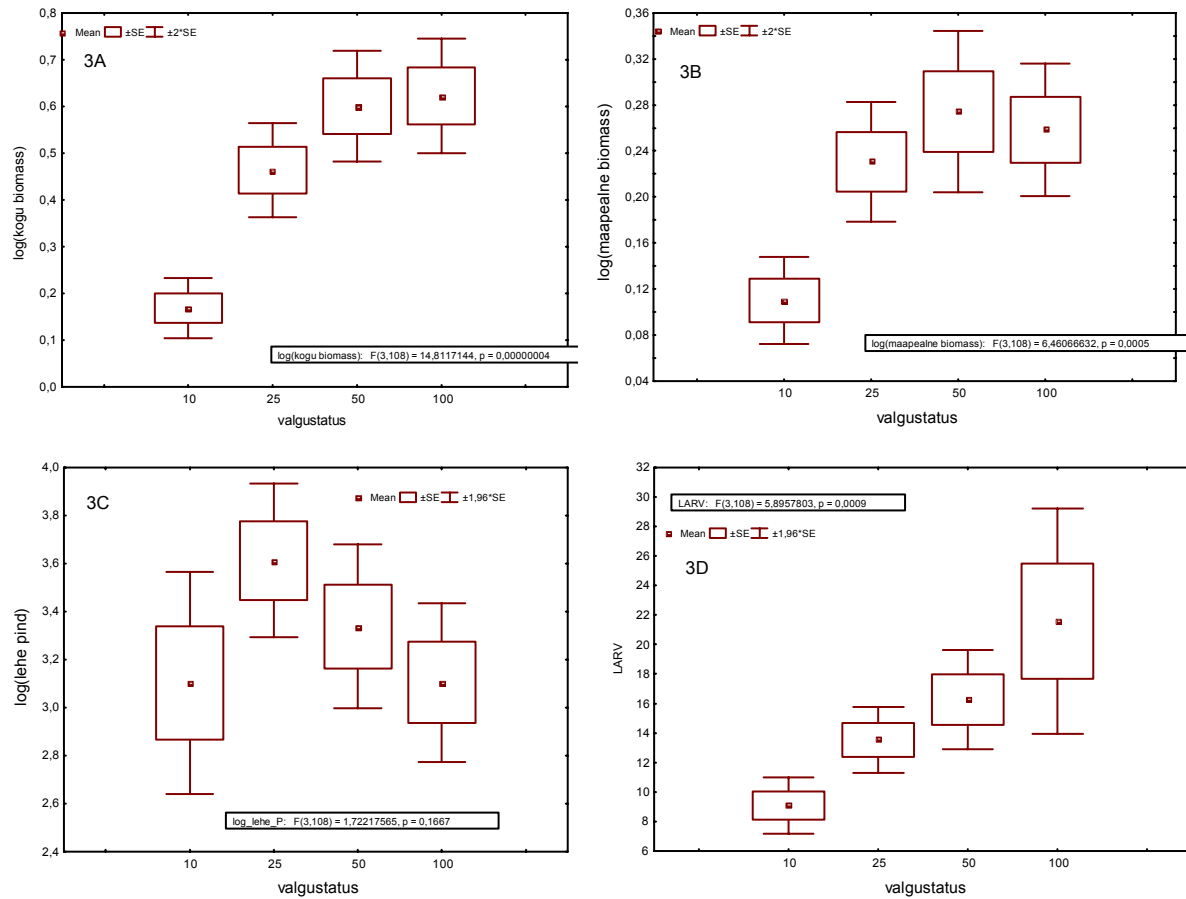 Mean ±SE ±2*SE
3A
log(kogu biomass)
0,8
0,7
0,6
0,5
0,4
0,3
0,2
0,1
0,0
log(kogu biomass): F(3,108) = 14,8117144, p = 0,00000004
10 25 50 100
valgustatus
Mean ±SE ±2*SE
3B
log(maapealne biomass)
0,36
0,32
0,28
0,24
0,20
0,16
0,12
0,08
0,04
log(maapealne biomass): F(3,108) = 6,46066632, p = 0,0005
10 25 50 100
valgustatus
3C
Mean ±SE ±1,96*SE
log(lehe pind)
4,0
3,8
3,6
3,4
3,2
3,0
2,8
2,6
2,4
log_lehe_P: F(3,108) = 1,72217565, p = 0,1667
10 25 50 100
valgustatus
LARV: F(3,108) = 5,8957803, p = 0,0009
Mean ±SE ±1,96*SE
3D
LARV
32
30
28
26
24
22
20
18
16
14
12
10
8
6
10 25 50 100
valgustatus